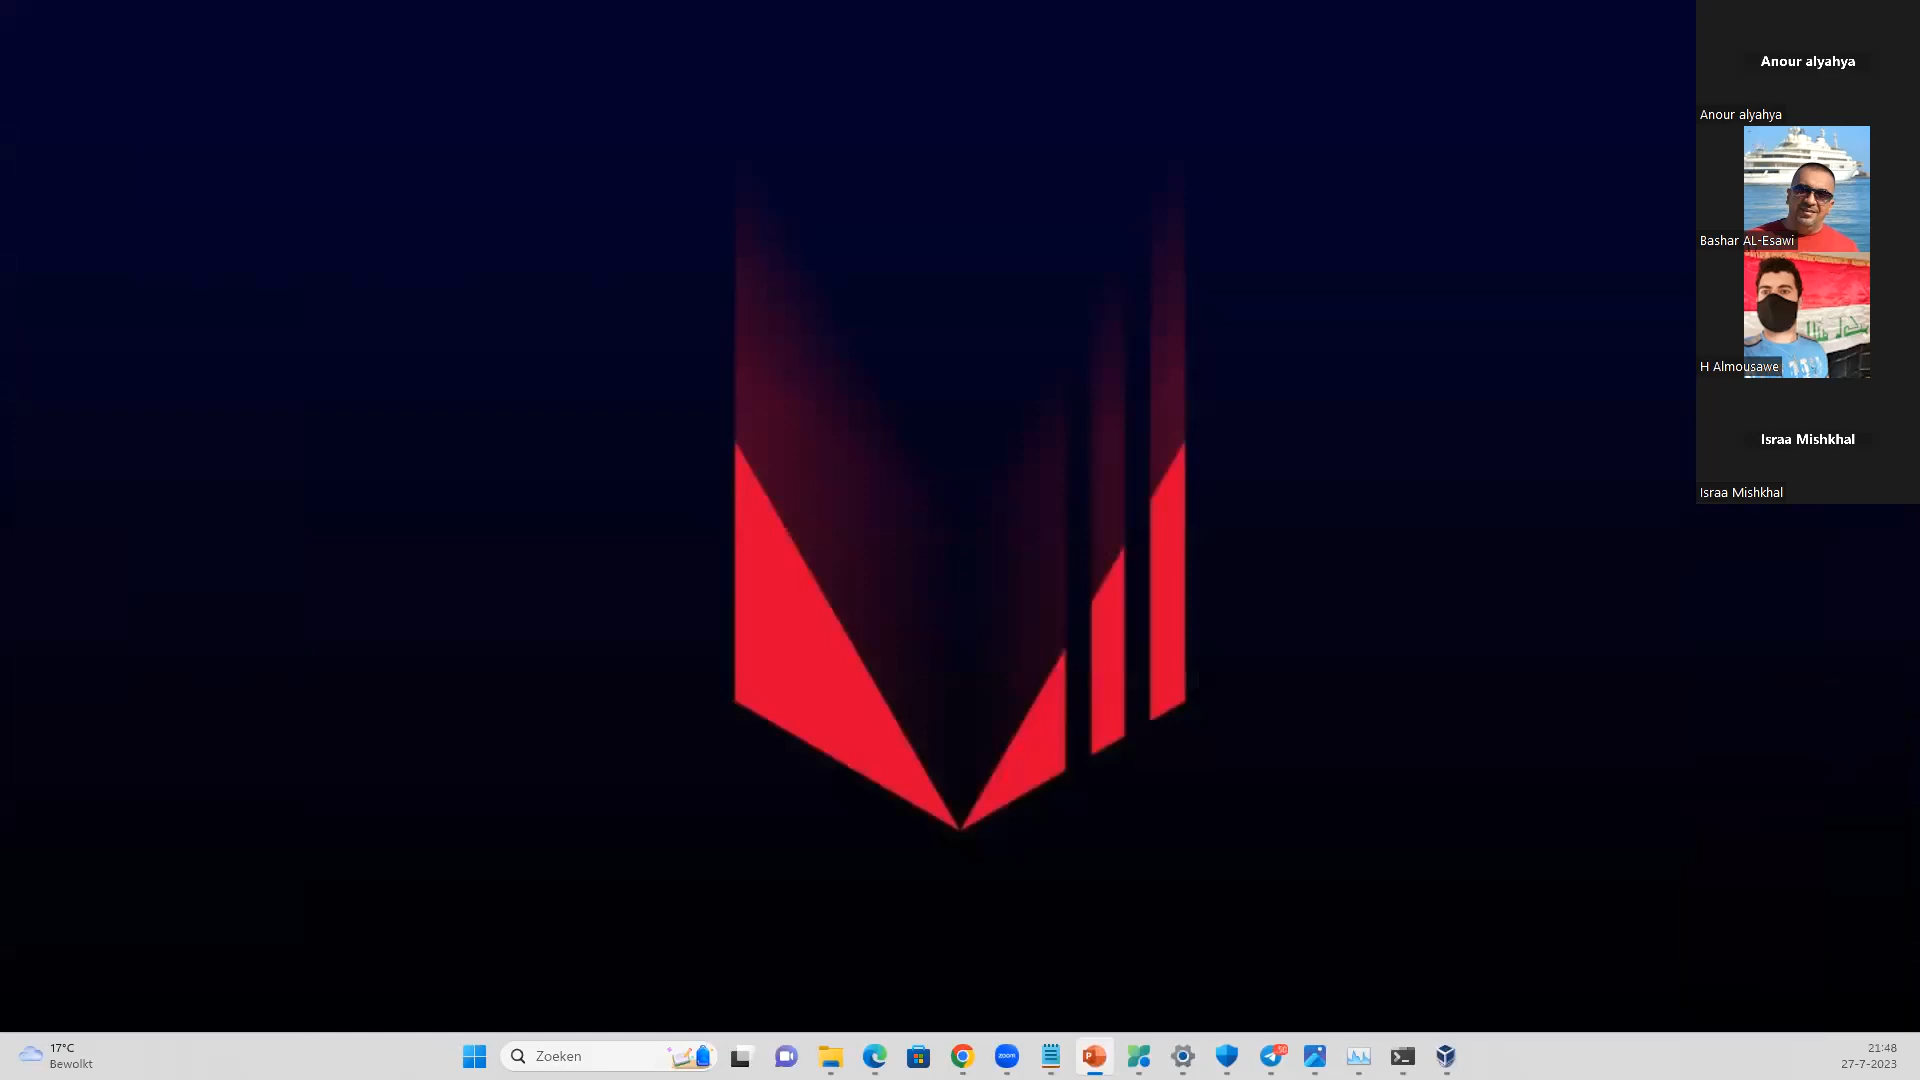 Anour alyahya
Anour alyahya
Bashar AL-Esawi
H Almousawe
Israa Mishkhal
Israa Mishkhal
17°C
Bewolkt
Zoeken
zoom
21:48
27-7-2023